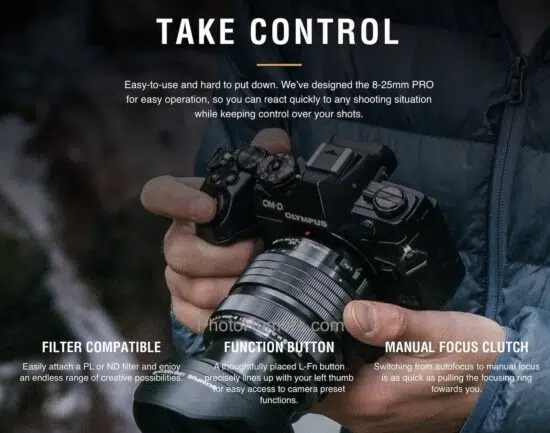 TAKE CONTROL
Easy-to-use and hard to put down. We've designed the 8-25mm PRO
for easy operation, so you can react quickly to any shooting situation
while keeping control over your shots.
OM-D
OLYMPUS
FILTER COMPATIBLE
Easily attach a PL or ND filter and enjoy
an endless range of creative possibilities.
FUNCTION BUTTON
A thoughtfully placed L-Fn button
precisely lines up with your left thumb
for easy access to camera preset
functions.
MANUAL FOCUS CLUTCH
Switching from autofocus to manual focus
is as quick as pulling the focusing ring
towards you.